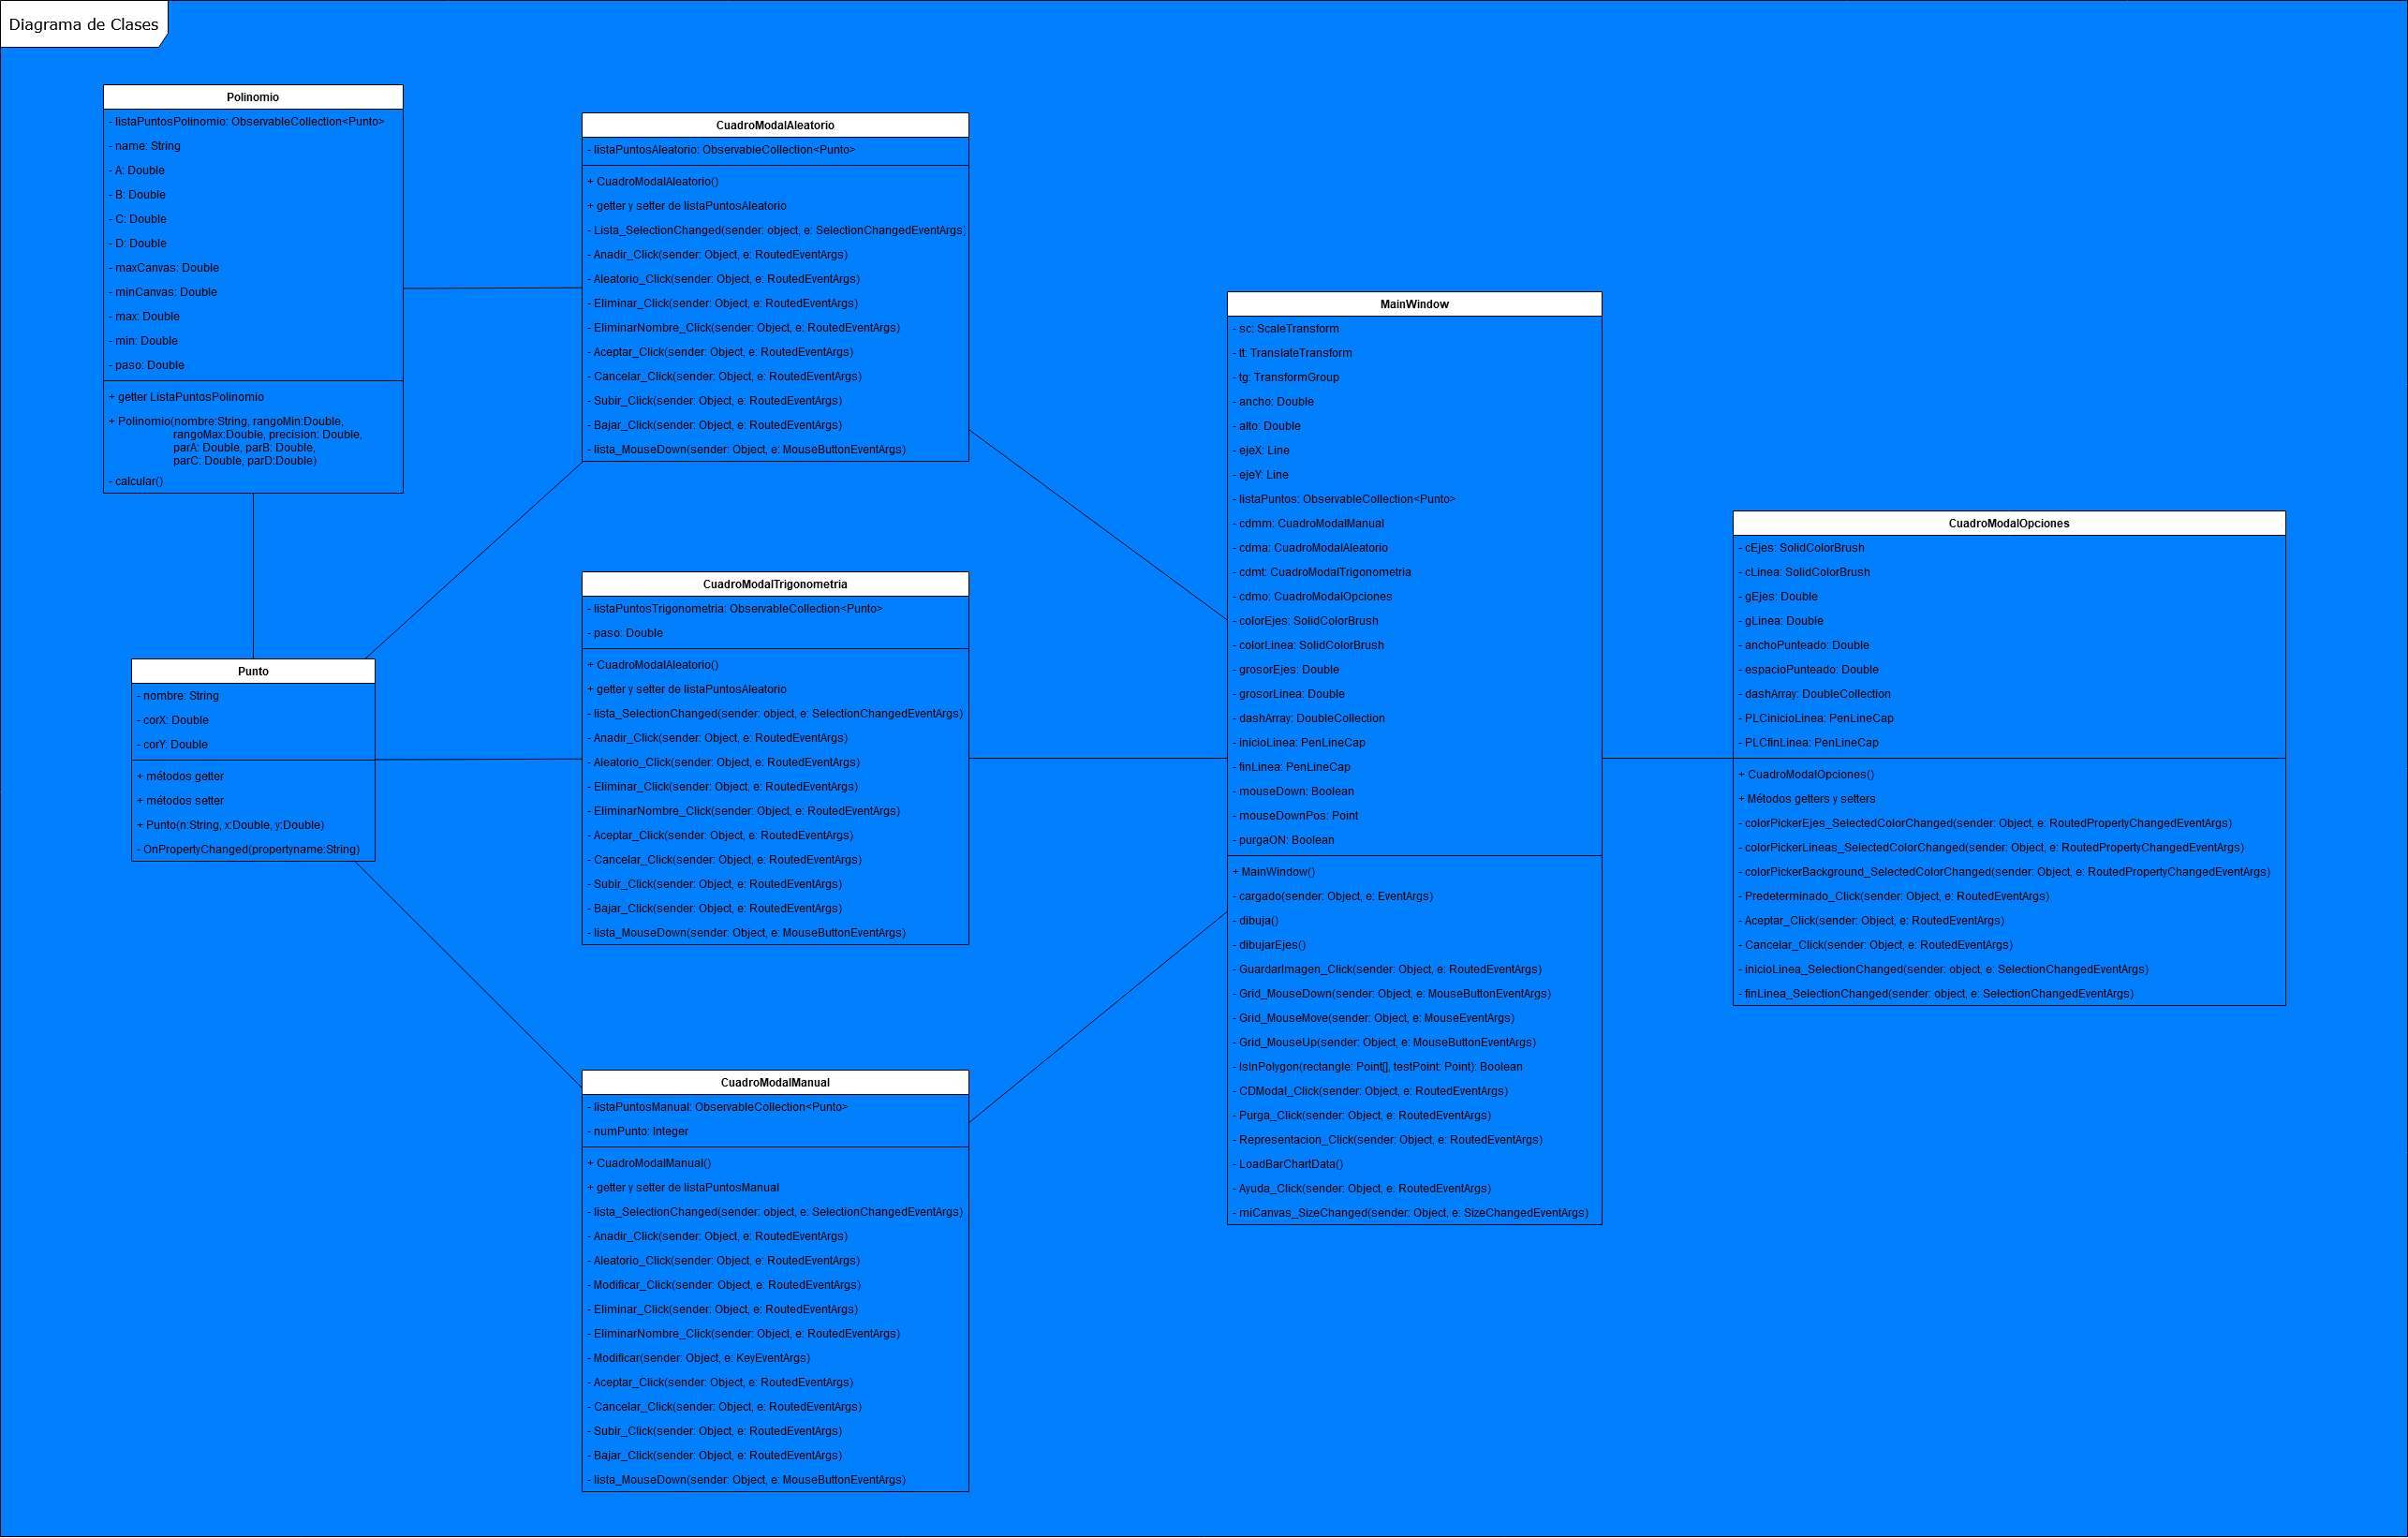 Diagrama de Clases
Polinomio
- listaPuntosPolinomio: ObservableCollection<Punto>
- name: String
- A: Double
- B: Double
- C: Double
- D: Double
- maxCanvas: Double
- minCanvas: Double
- max: Double
- min: Double
- paso: Double
+ getter ListaPuntosPolinomio
+ Polinomio(nombre:String, rangoMin:Double,
rangoMax:Double, precision: Double,
parA: Double, parB: Double,
parC: Double, parD:Double)
- calcular()
Punto
- nombre: String
- corX: Double
- corY: Double
+ métodos getter
+ métodos setter
+ Punto(n:String, x:Double, y:Double)
- OnPropertyChanged(propertyname:String)
CuadroModalAleatorio
- listaPuntosAleatorio: ObservableCollection<Punto>
+ CuadroModalAleatorio()
+ getter y setter de listaPuntosAleatorio
- Lista_SelectionChanged(sender: object, e: SelectionChangedEventArgs)
- Anadir_Click(sender: Object, e: RoutedEventArgs)
- Aleatorio_Click(sender: Object, e: RoutedEventArgs)
- Eliminar_Click(sender: Object, e: RoutedEventArgs)
- EliminarNombre_Click(sender: Object, e: RoutedEventArgs)
- Aceptar_Click(sender: Object, e: RoutedEventArgs)
- Cancelar_Click(sender: Object, e: RoutedEventArgs)
- Subir_Click(sender: Object, e: RoutedEventArgs)
- Bajar_Click(sender: Object, e: RoutedEventArgs)
- lista_MouseDown(sender: Object, e: MouseButtonEventArgs)
CuadroModalTrigonometria
- listaPuntosTrigonometria: ObservableCollection<Punto>
- paso: Double
+ CuadroModalAleatorio()
+ getter y setter de listaPuntosAleatorio
- lista_SelectionChanged(sender: object, e: SelectionChangedEventArgs)
- Anadir_Click(sender: Object, e: RoutedEventArgs)
- Aleatorio_Click(sender: Object, e: RoutedEventArgs)
- Eliminar_Click(sender: Object, e: RoutedEventArgs)
- EliminarNombre_Click(sender: Object, e: RoutedEventArgs)
- Aceptar_Click(sender: Object, e: RoutedEventArgs)
- Cancelar_Click(sender: Object, e: RoutedEventArgs)
- Subir_Click(sender: Object, e: RoutedEventArgs)
- Bajar_Click(sender: Object, e: RoutedEventArgs)
- lista_MouseDown(sender: Object, e: MouseButtonEventArgs)
CuadroModalManual
- listaPuntosManual: ObservableCollection<Punto>
- numPunto: Integer
+ CuadroModalManual()
+ getter y setter de listaPuntosManual
- lista_SelectionChanged(sender: object, e: SelectionChangedEventArgs)
- Anadir_Click(sender: Object, e: RoutedEventArgs)
- Aleatorio_Click(sender: Object, e: RoutedEventArgs)
- Modificar_Click(sender: Object, e: RoutedEventArgs)
- Eliminar_Click(sender: Object, e: RoutedEventArgs)
- EliminarNombre_Click(sender: Object, e: RoutedEventArgs)
- Modificar(sender: Object, e: KeyEventArgs)
- Aceptar_Click(sender: Object, e: RoutedEventArgs)
- Cancelar_Click(sender: Object, e: RoutedEventArgs)
- Subir_Click(sender: Object, e: RoutedEventArgs)
- Bajar_Click(sender: Object, e: RoutedEventArgs)
- lista_MouseDown(sender: Object, e: MouseButtonEventArgs)
MainWindow
- sc: ScaleTransform
- tt: TranslateTransform
- tg: TransformGroup
- ancho: Double
- alto: Double
- ejeX: Line
- ejeY: Line
- listaPuntos: ObservableCollection<Punto>
- cdmm: CuadroModalManual
- cdma: CuadroModalAleatorio
- cdmt: CuadroModalTrigonometria
- cdmo: CuadroModalOpciones
- colorEjes: SolidColorBrush
- colorLinea: SolidColorBrush
- grosorEjes: Double
- grosorLinea: Double
- dashArray: DoubleCollection
- inicioLinea: PenLineCap
- finLinea: PenLineCap
- mouseDown: Boolean
- mouseDownPos: Point
- purgaON: Boolean
+ MainWindow()
- cargado(sender: Object, e: EventArgs)
- dibuja()
- dibujarEjes()
- GuardarImagen_Click(sender: Object, e: RoutedEventArgs)
- Grid_MouseDown(sender: Object, e: MouseButtonEventArgs)
- Grid_MouseMove(sender: Object, e: MouseEventArgs)
- Grid_MouseUp(sender: Object, e: MouseButtonEventArgs)
- IsInPolygon(rectangle: Point[], testPoint: Point): Boolean
- CDModal_Click(sender: Object, e: RoutedEventArgs)
- Purga_Click(sender: Object, e: RoutedEventArgs)
- Representacion_Click(sender: Object, e: RoutedEventArgs)
- LoadBarChartData()
- Ayuda_Click(sender: Object, e: RoutedEventArgs)
- miCanvas_SizeChanged(sender: Object, e: SizeChangedEventArgs)
CuadroModalOpciones
- cEjes: SolidColorBrush
- cLinea: SolidColorBrush
- gEjes: Double
- gLinea: Double
- anchoPunteado: Double
- espacioPunteado: Double
- dashArray: DoubleCollection
- PLCinicioLinea: PenLineCap
- PLCfinLinea: PenLineCap
+ CuadroModalOpciones()
+ Métodos getters y setters
- colorPickerEjes_SelectedColorChanged(sender: Object, e: RoutedPropertyChangedEventArgs)
- colorPickerLineas_SelectedColorChanged(sender: Object, e: RoutedPropertyChangedEventArgs)
- colorPickerBackground_SelectedColorChanged(sender: Object, e: RoutedPropertyChangedEventArgs)
- Predeterminado_Click(sender: Object, e: RoutedEventArgs)
- Aceptar_Click(sender: Object, e: RoutedEventArgs)
- Cancelar_Click(sender: Object, e: RoutedEventArgs)
- inicioLinea_SelectionChanged(sender: object, e: SelectionChangedEventArgs)
- finLinea_SelectionChanged(sender: object, e: SelectionChangedEventArgs)